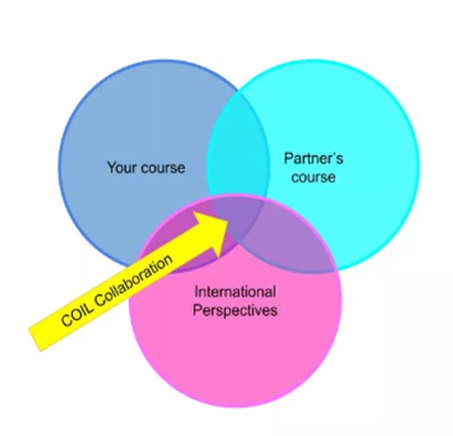 Your course
Partner's
course
COIL Collaboration
International
Perspectives